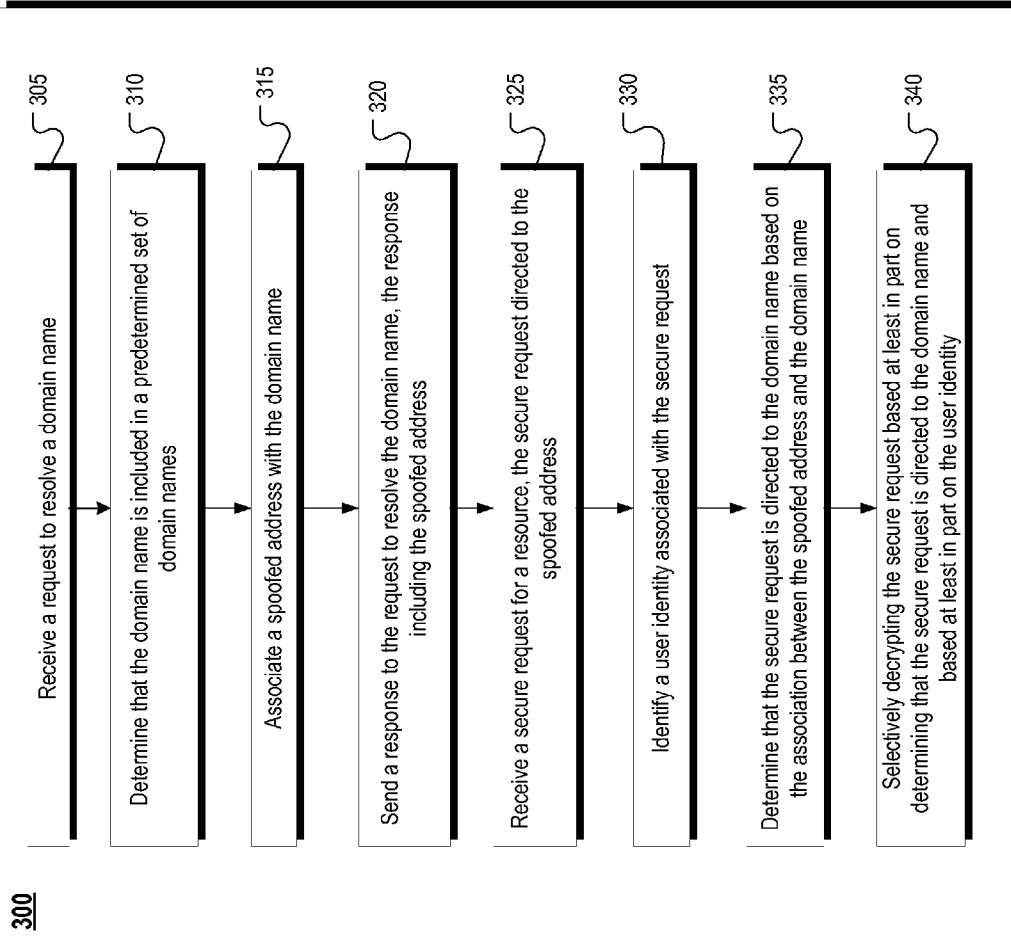 300
305
Receive a request to resolve a domain name
310
Determine that the domain name is included in a predetermined set of
domain names
315
Associate a spoofed address with the domain name
320
Send a response to the request to resolve the domain name, the response
including the spoofed address
325
Receive a secure request for a resource, the secure request directed to the
spoofed address
330
Identify a user identity associated with the secure request
335
Determine that the secure request is directed to the domain name based on
the association between the spoofed address and the domain name
340
Selectively decrypting the secure request based at least in part on
determining that the secure request is directed to the domain name and
based at least in part on the user identity